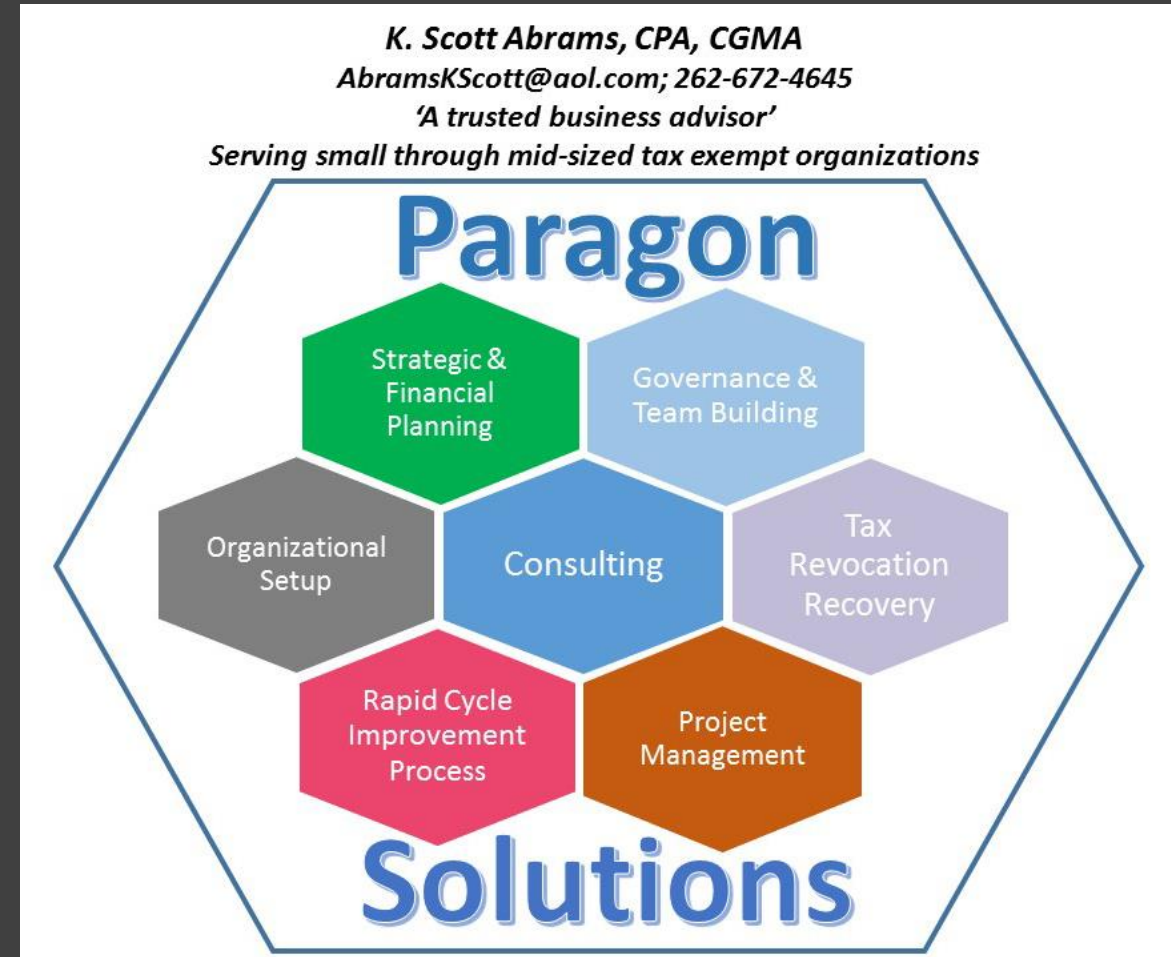 K. Scott Abrams, CPA, CGMA
AbramsKScott@aol.com; 262-672-4645
‘A trusted business advisor’
Serving small through mid-sized tax exempt organizations
Paragon
Strategic &
Financial
Planning
Governance &
Team Building
Organizational
Setup
Consulting
Tax
Revocation
Recovery
Rapid Cycle
Improvement
Process
Project
Management
Solutions